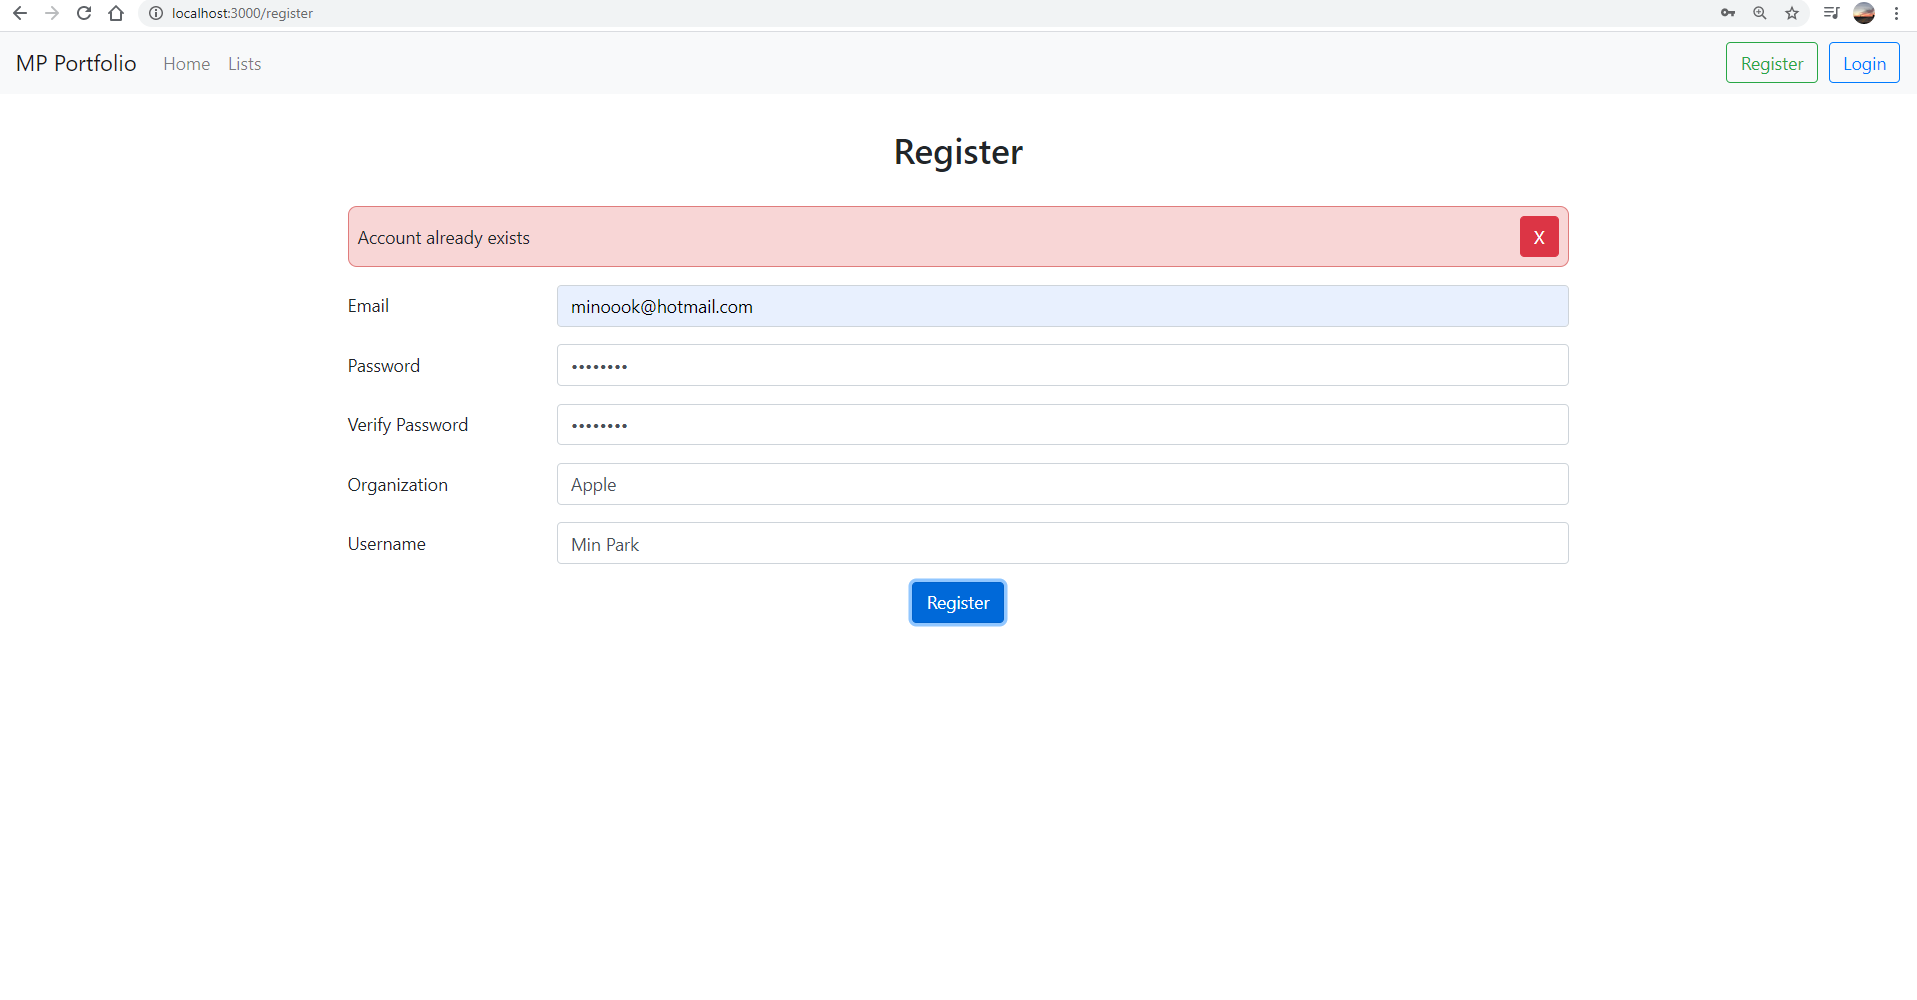 localhost:3000/register
MP Portfolio Home Lists Register Login
Register
Account already exists X
Email minoook@hotmail.com
Password ••••••••
Verify Password ••••••••
Organization Apple
Username Min Park
Register